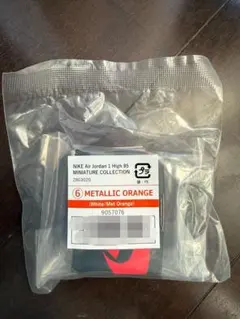 NIKE Air Jordan 1 High 85
MINIATURE COLLECTION
⑥ METALLIC ORANGE
(White/Met Orange)